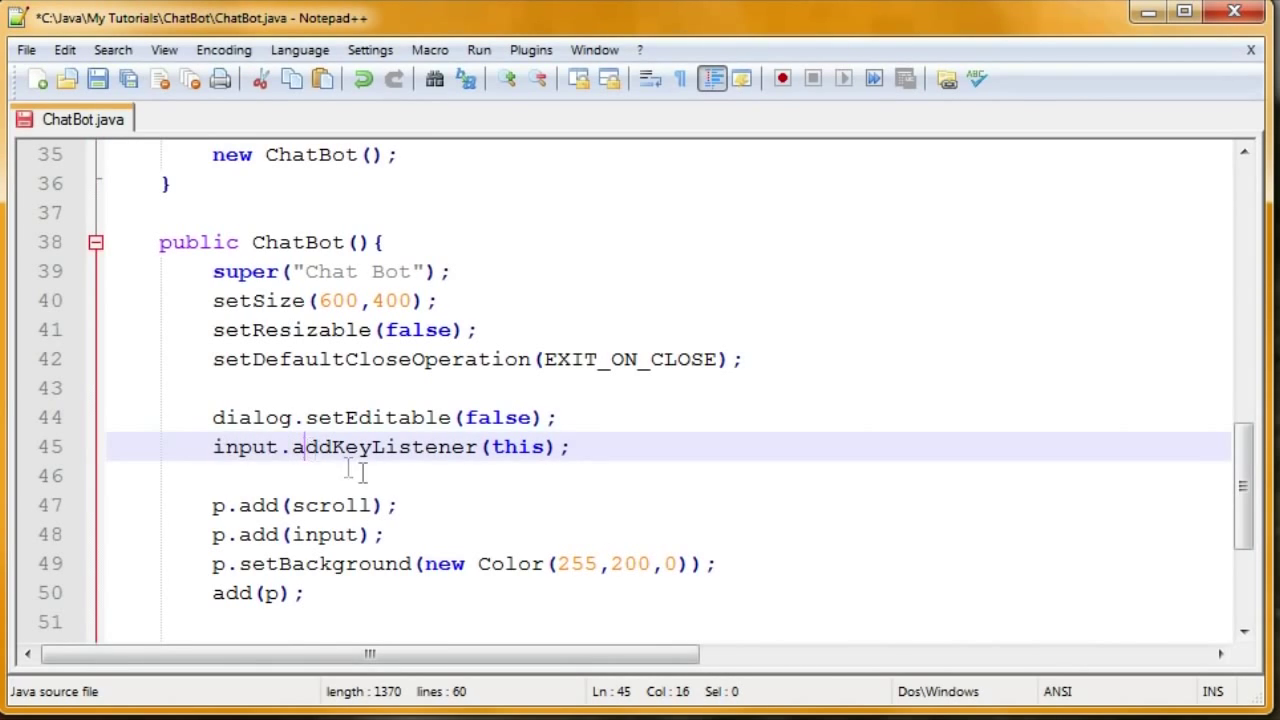 *C:\Java\My Tutorials\ChatBot\ChatBot.java - Notepad++
File Edit Search View Encoding Language Settings Macro Run Plugins Window ? X
ABC
ChatBot.java
35 new ChatBot();
36 }
37
38 public ChatBot(){
39 super("Chat Bot");
40 setSize(600,400);
41 setResizable(false);
42 setDefaultCloseOperation(EXIT_ON_CLOSE);
43
44 dialog.setEditable(false);
45 input.addKeyListener(this);
46
47 p.add(scroll);
48 p.add(input);
49 p.setBackground(new Color(255,200,0));
50 add(p);
51
Java source file length : 1370 lines : 60 Ln : 45 Col : 16 Sel : 0 Dos\Windows ANSI INS